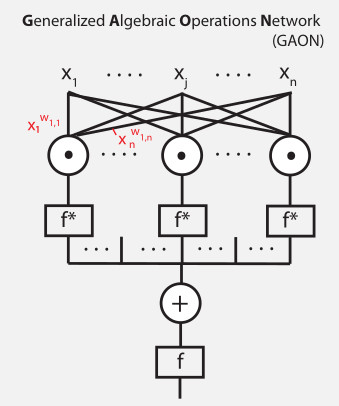 Generalized Algebraic Operations Network
(GAON)
x1 .... xj .... xn
x1^w1,1 xn^w1,n
.... ....
f* f* f*
... ... ... ...
+
f